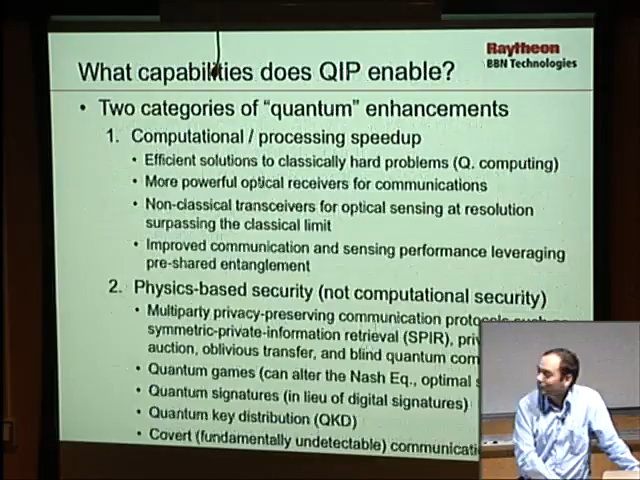 Raytheon
BBN Technologies
What capabilities does QIP enable?
• Two categories of “quantum” enhancements
1. Computational / processing speedup
• Efficient solutions to classically hard problems (Q. computing)
• More powerful optical receivers for communications
• Non-classical transceivers for optical sensing at resolution
surpassing the classical limit
• Improved communication and sensing performance leveraging
pre-shared entanglement
2. Physics-based security (not computational security)
• Multiparty privacy-preserving communication
symmetric-private-information retrieval (SPIR),
auction, oblivious transfer, and blind quantum
• Quantum games (can alter the Nash Eq., optimal
• Quantum signatures (in lieu of digital signatures)
• Quantum key distribution (QKD)
• Covert (fundamentally undetectable)